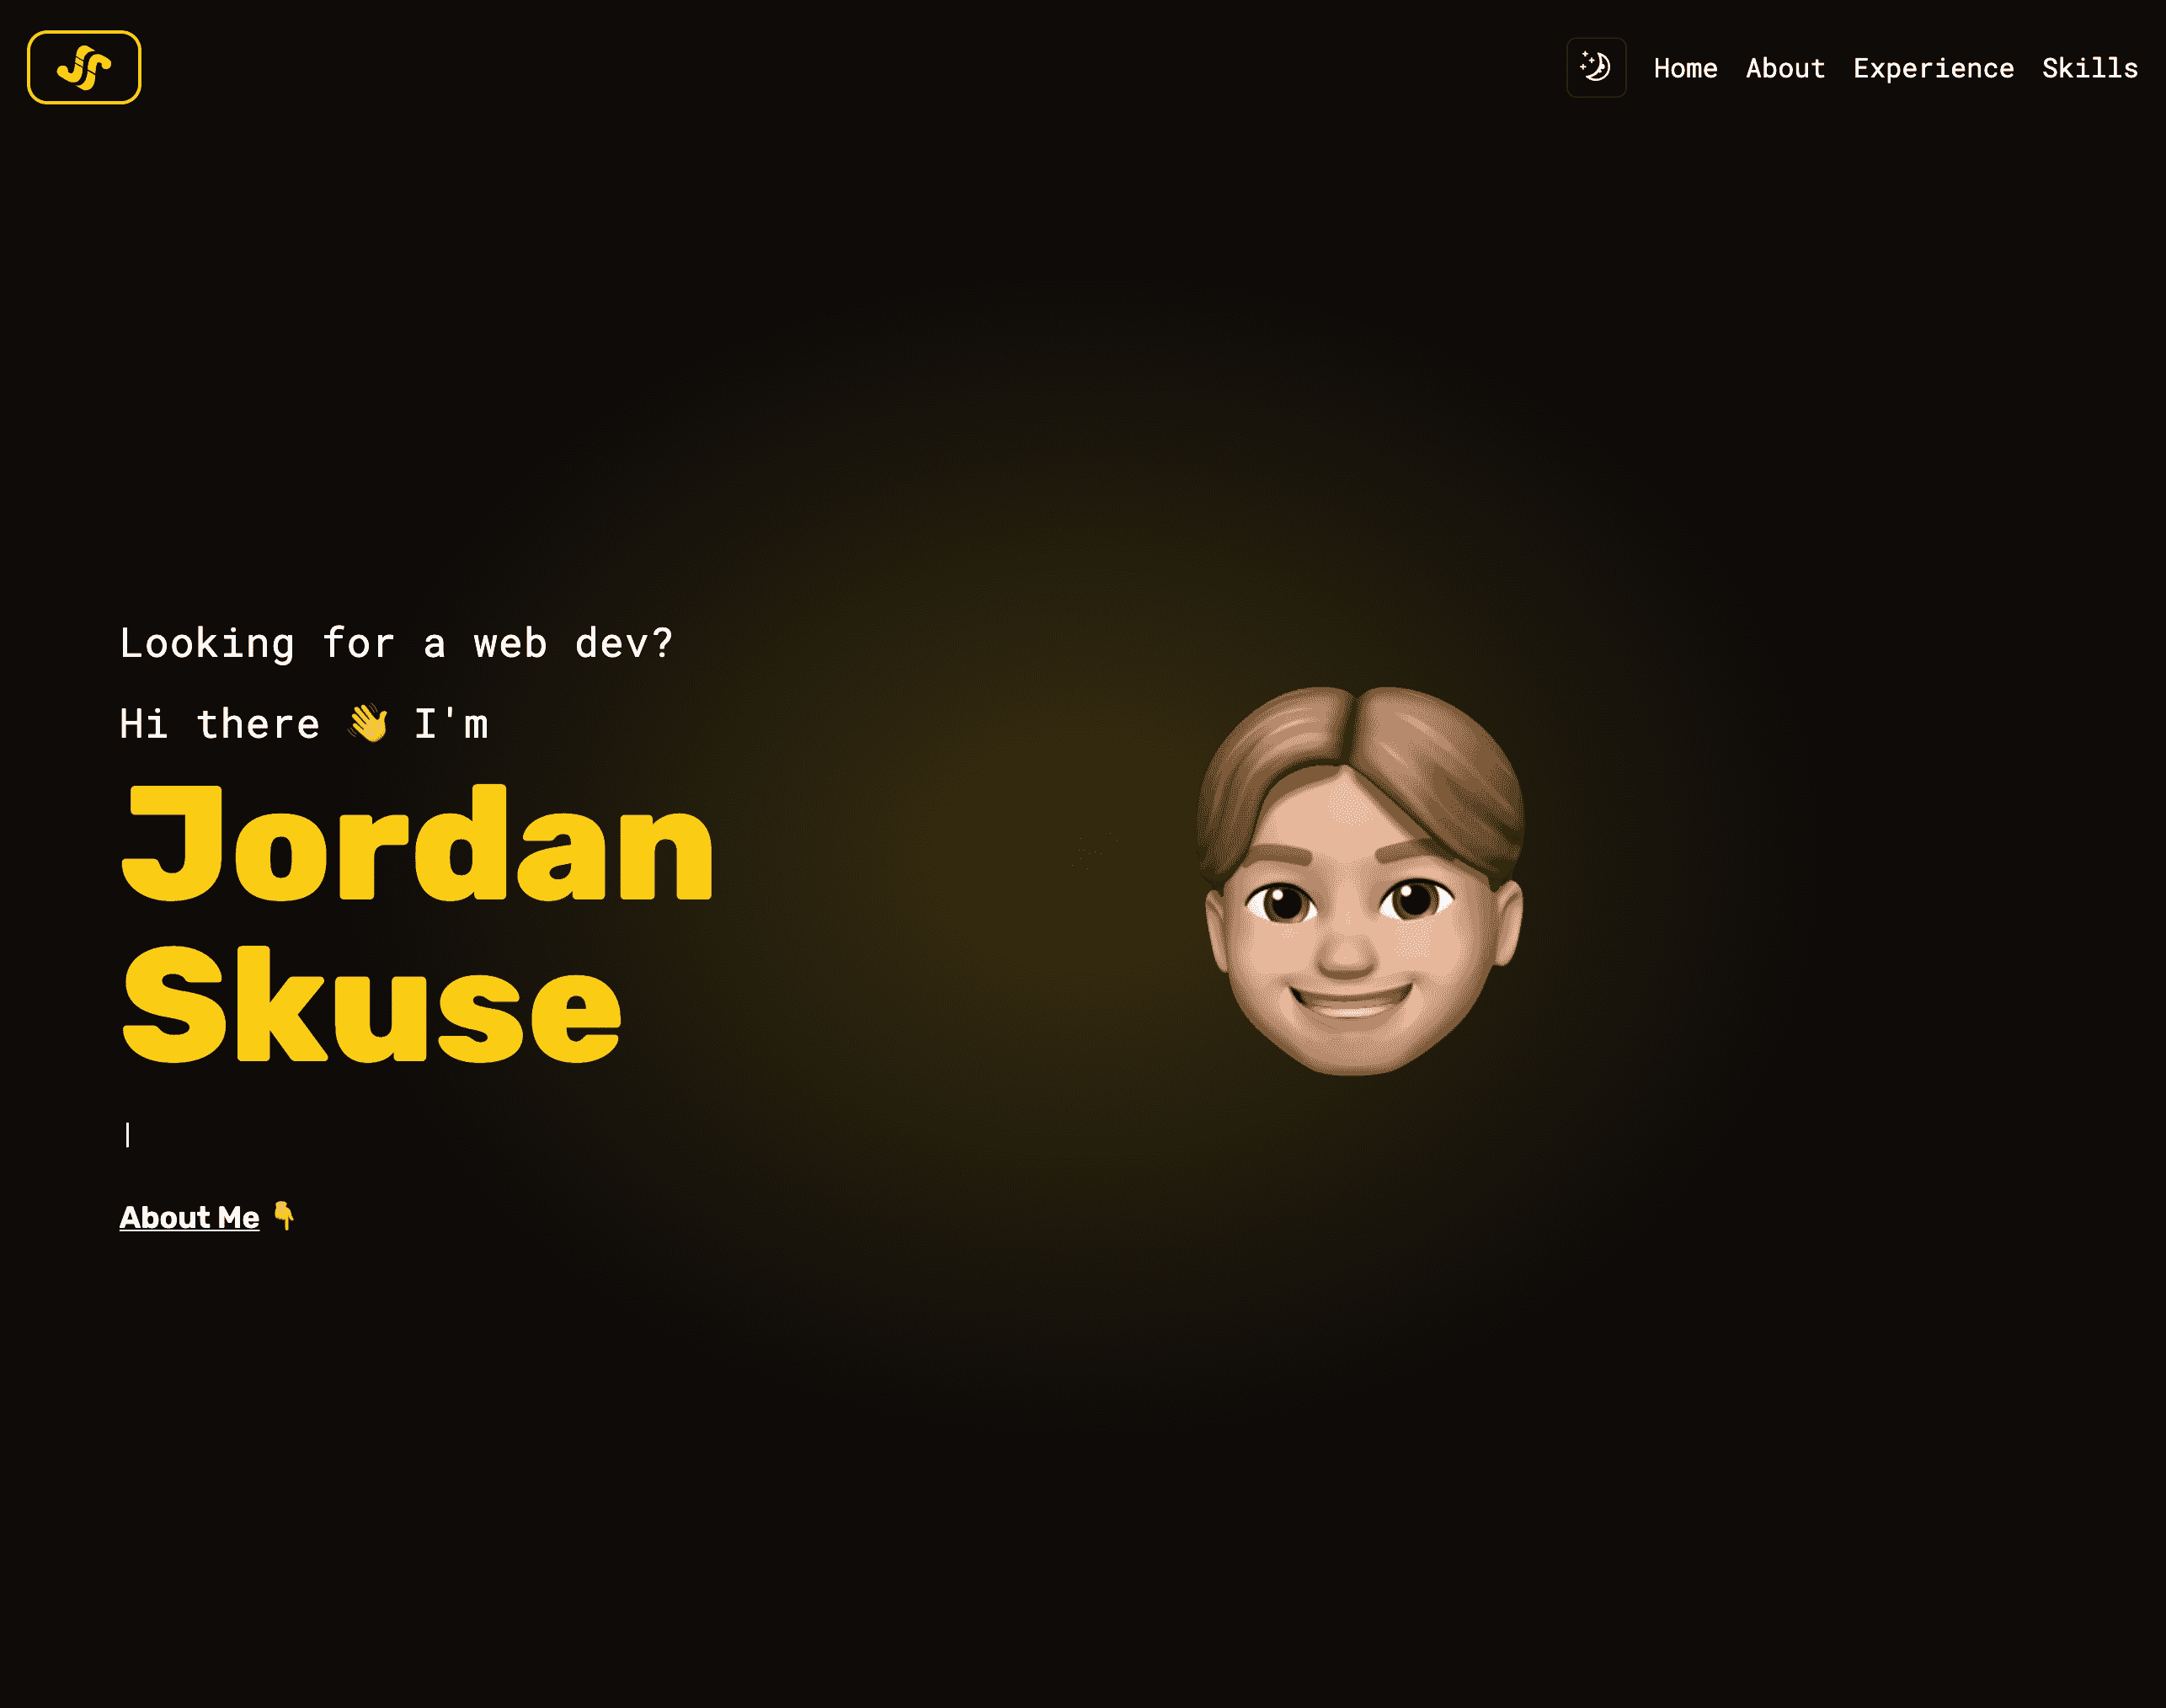 Home About Experience Skills
Looking for a web dev?
Hi there 👋 I'm
Jordan
Skuse
|
About Me 👇